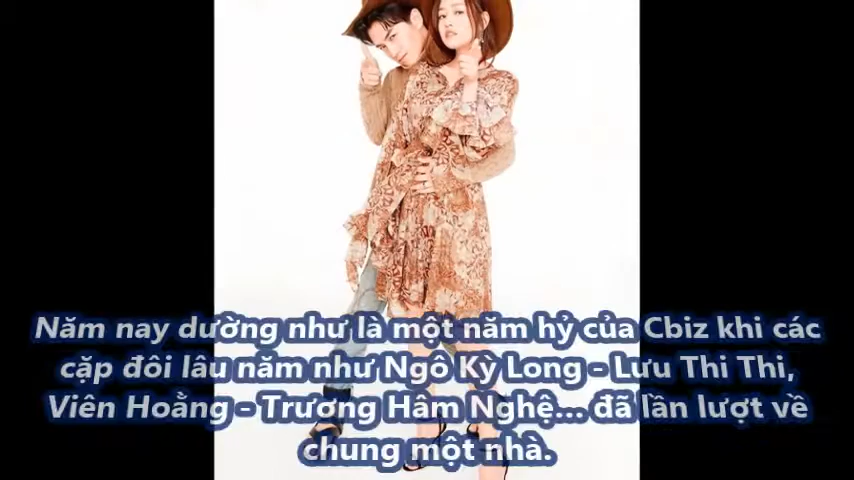 Năm nay dường như là một năm hỷ của Cbiz khi các
cặp đôi lâu năm như Ngô Kỳ Long - Lưu Thi Thi,
Viên Hoằng - Trương Hâm Nghệ... đã lần lượt về
chung một nhà.